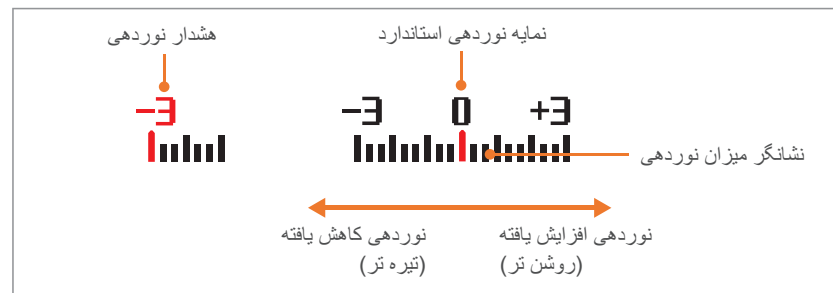 نمایه نوردهی استاندارد
هشدار نوردهی
-3 0 +3
-3
نشانگر میزان نوردهی
نوردهی افزایش یافته
(روشن تر)
نوردهی کاهش یافته
(تیره تر)